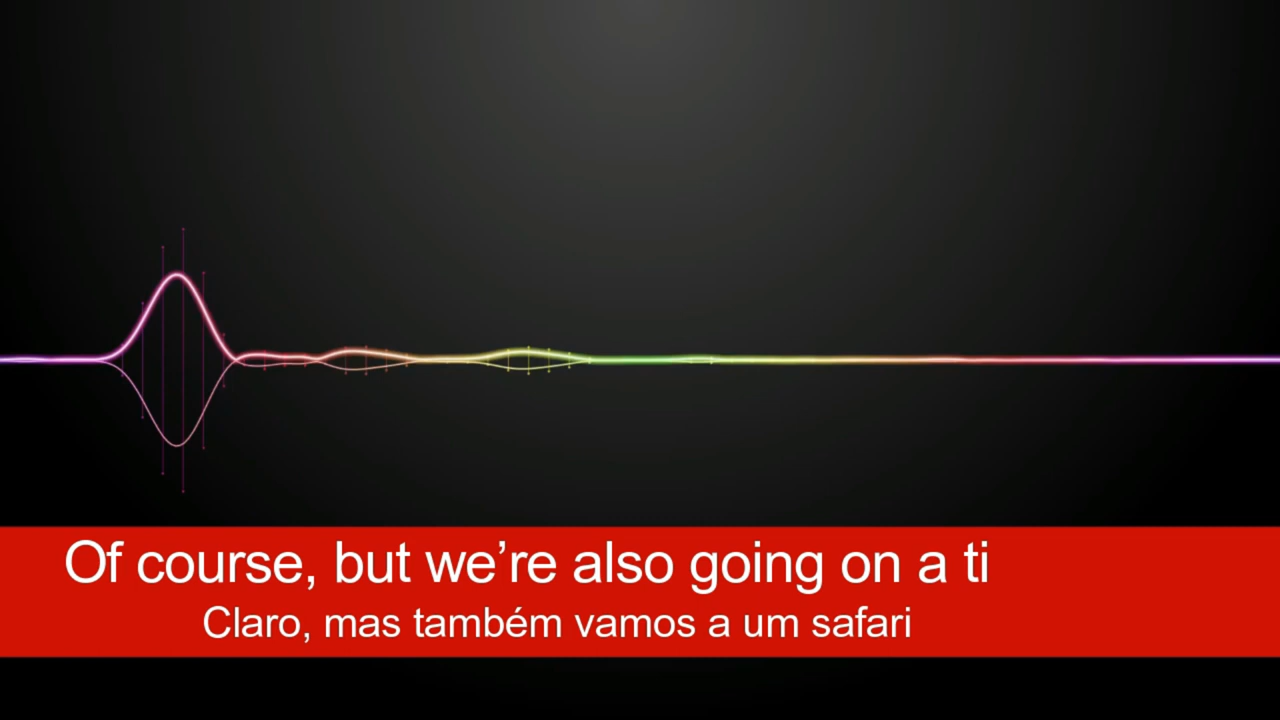 Of course, but we’re also going on a ti
Claro, mas também vamos a um safari